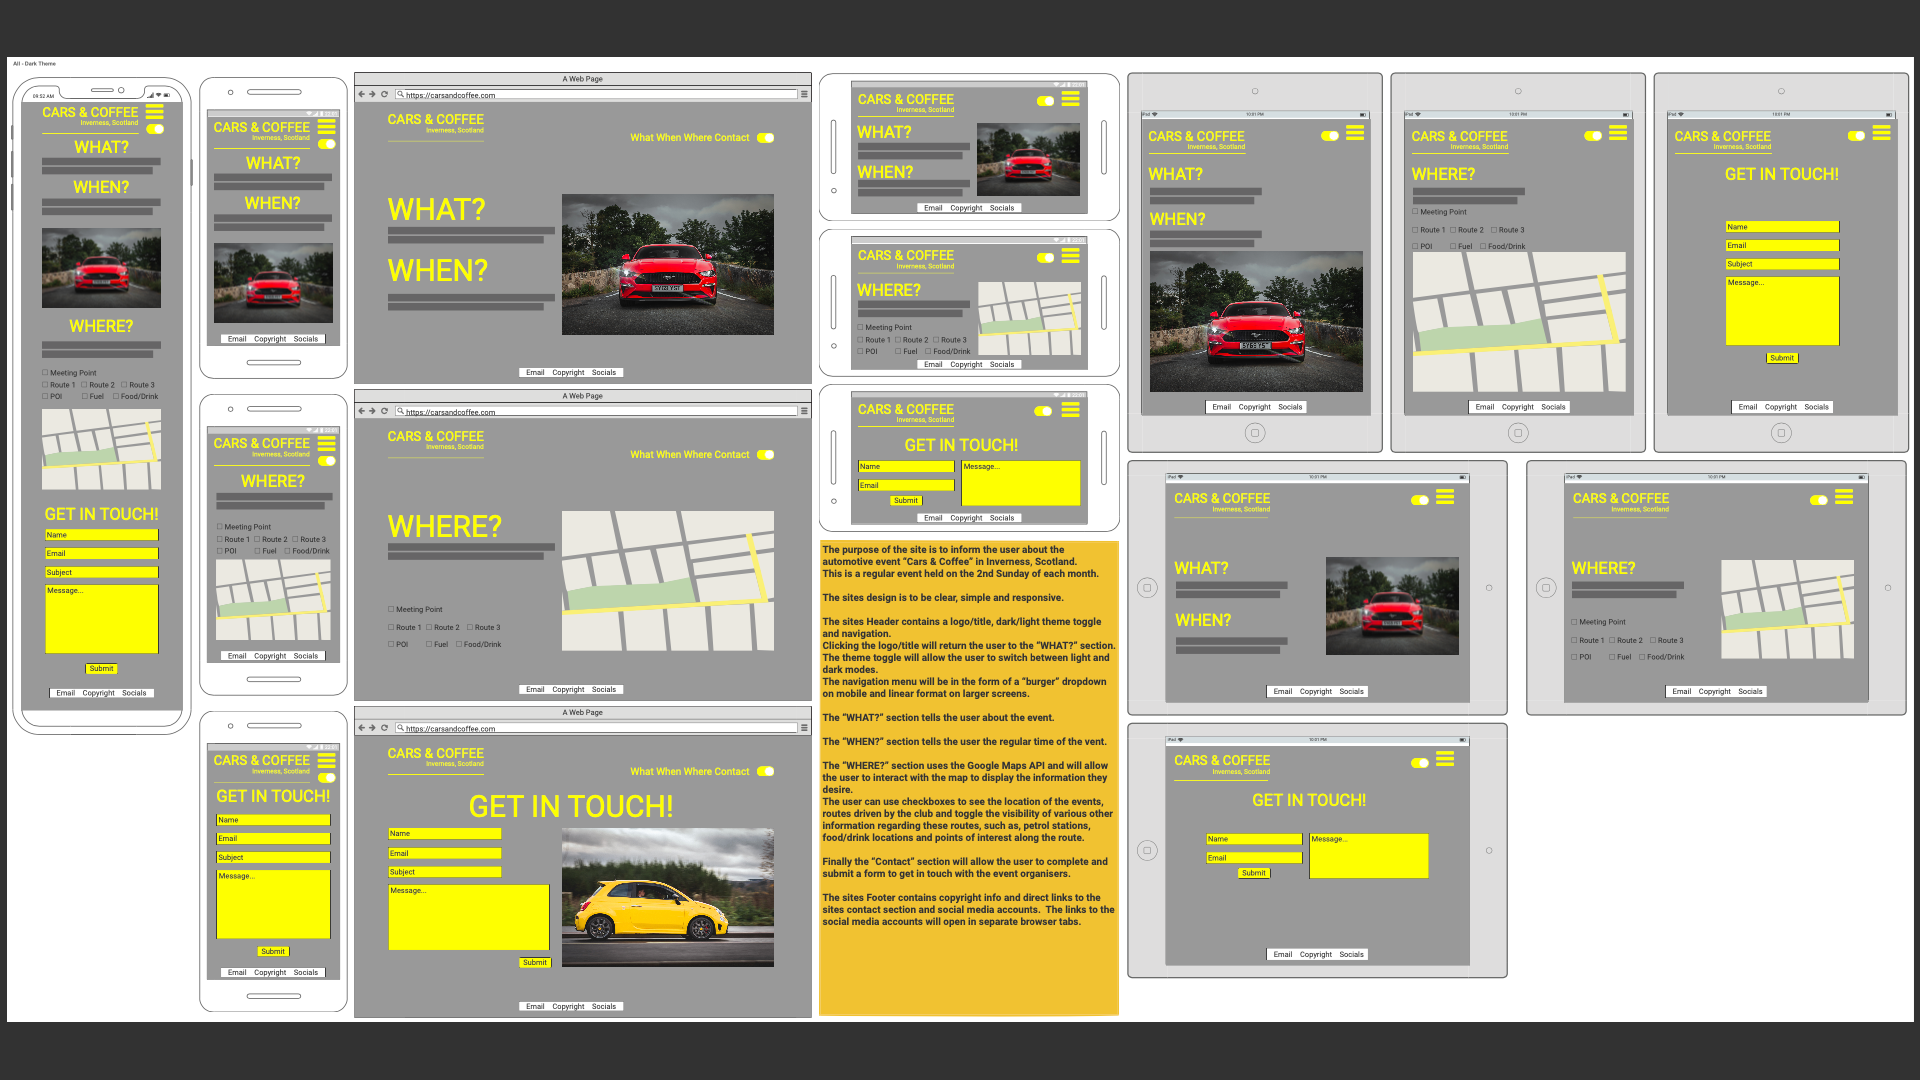 All - Dark Theme
09:52 AM
CARS & COFFEE
Inverness, Scotland
WHAT?
WHEN?
WHERE?
Meeting Point
Route 1 Route 2 Route 3
POI Fuel Food/Drink
GET IN TOUCH!
Name
Email
Subject
Message...
Submit
Email Copyright Socials
CARS & COFFEE
Inverness, Scotland
WHAT?
WHEN?
Email Copyright Socials
CARS & COFFEE
Inverness, Scotland
WHERE?
Meeting Point
Route 1 Route 2 Route 3
POI Fuel Food/Drink
Email Copyright Socials
CARS & COFFEE
Inverness, Scotland
GET IN TOUCH!
Name
Email
Subject
Message...
Submit
Email Copyright Socials
A Web Page
https://carsandcoffee.com
CARS & COFFEE
Inverness, Scotland
What When Where Contact
WHAT?
WHEN?
Email Copyright Socials
A Web Page
https://carsandcoffee.com
CARS & COFFEE
Inverness, Scotland
What When Where Contact
WHERE?
Meeting Point
Route 1 Route 2 Route 3
POI Fuel Food/Drink
Email Copyright Socials
A Web Page
https://carsandcoffee.com
CARS & COFFEE
Inverness, Scotland
What When Where Contact
GET IN TOUCH!
Name
Email
Subject
Message...
Submit
Email Copyright Socials
CARS & COFFEE
Inverness, Scotland
WHAT?
WHEN?
Email Copyright Socials
CARS & COFFEE
Inverness, Scotland
WHERE?
Meeting Point
Route 1 Route 2 Route 3
POI Fuel Food/Drink
Email Copyright Socials
CARS & COFFEE
Inverness, Scotland
GET IN TOUCH!
Name
Message...
Email
Submit
Email Copyright Socials
The purpose of the site is to inform the user about the
automotive event “Cars & Coffee” in Inverness, Scotland.
This is a regular event held on the 2nd Sunday of each month.
The sites design is to be clear, simple and responsive.
The sites Header contains a logo/title, dark/light theme toggle
and navigation.
Clicking the logo/title will return the user to the “WHAT?” section.
The theme toggle will allow the user to switch between light and
dark modes.
The navigation menu will be in the form of a “burger” dropdown
on mobile and linear format on larger screens.
The “WHAT?” section tells the user about the event.
The “WHEN?” section tells the user the regular time of the vent.
The “WHERE?” section uses the Google Maps API and will allow
the user to interact with the map to display the information they
desire.
The user can use checkboxes to see the location of the events,
routes driven by the club and toggle the visibility of various other
information regarding these routes, such as, petrol stations,
food/drink locations and points of interest along the route.
Finally the “Contact” section will allow the user to complete and
submit a form to get in touch with the event organisers.
The sites Footer contains copyright info and direct links to the
sites contact section and social media accounts. The links to the
social media accounts will open in separate browser tabs.
iPad 10:01 PM
CARS & COFFEE
Inverness, Scotland
WHAT?
WHEN?
Email Copyright Socials
iPad 10:01 PM
CARS & COFFEE
Inverness, Scotland
WHERE?
Meeting Point
Route 1 Route 2 Route 3
POI Fuel Food/Drink
Email Copyright Socials
iPad 10:01 PM
CARS & COFFEE
Inverness, Scotland
GET IN TOUCH!
Name
Email
Subject
Message...
Submit
Email Copyright Socials
iPad 10:01 PM
CARS & COFFEE
Inverness, Scotland
WHAT?
WHEN?
Email Copyright Socials
iPad 10:01 PM
CARS & COFFEE
Inverness, Scotland
WHERE?
Meeting Point
Route 1 Route 2 Route 3
POI Fuel Food/Drink
Email Copyright Socials
iPad 10:01 PM
CARS & COFFEE
Inverness, Scotland
GET IN TOUCH!
Name
Message...
Email
Submit
Email Copyright Socials